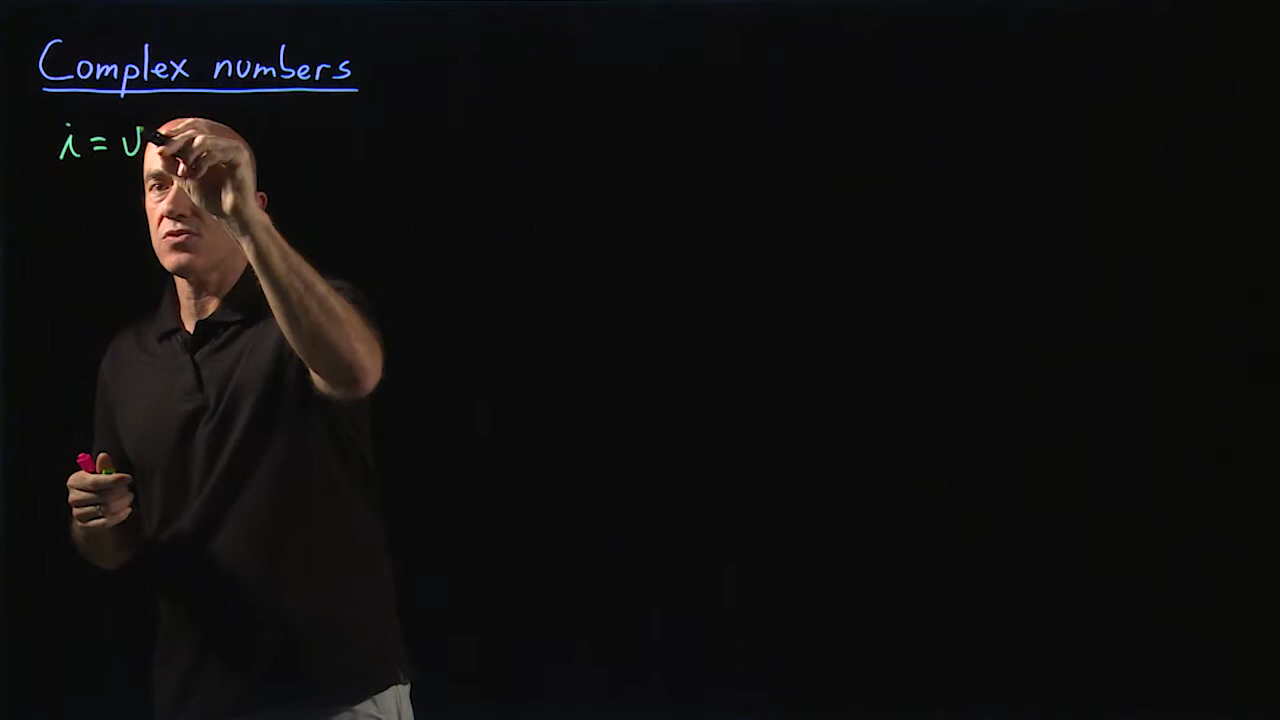 Complex numbers
i = √